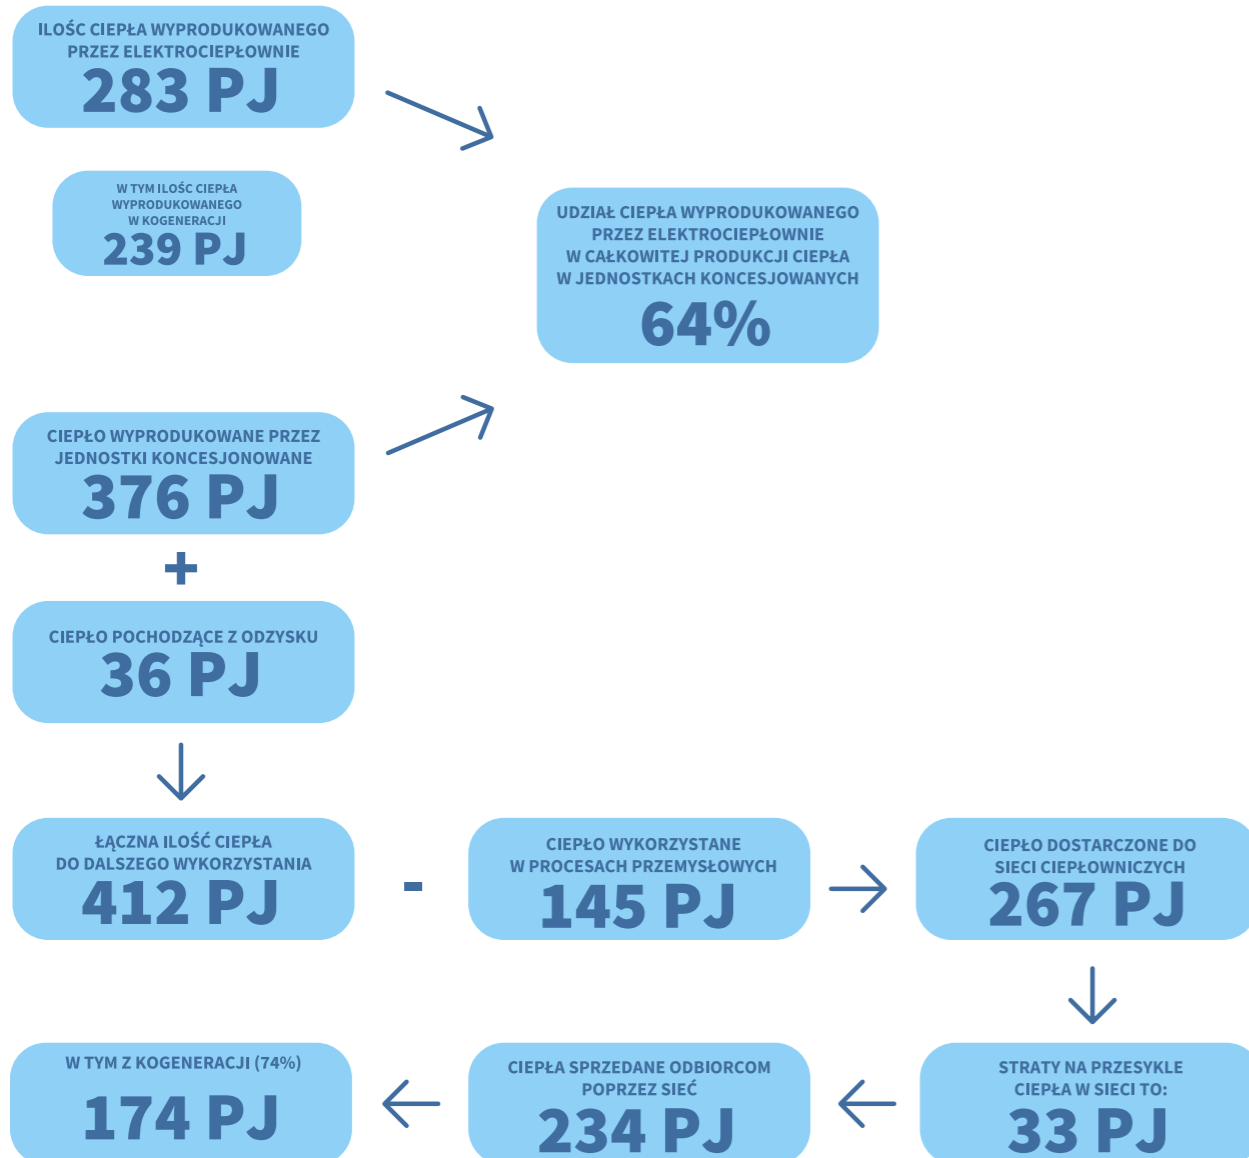 ILOŚC CIEPŁA WYPRODUKOWANEGO
PRZEZ ELEKTROCIEPŁOWNIE
283 PJ
W TYM ILOŚC CIEPŁA
WYPRODUKOWANEGO
W KOGENERACJI
239 PJ
UDZIAŁ CIEPŁA WYPRODUKOWANEGO
PRZEZ ELEKTROCIEPŁOWNIE
W CAŁKOWITEJ PRODUKCJI CIEPŁA
W JEDNOSTKACH KONCESJOWANYCH
64%
CIEPŁO WYPRODUKOWANE PRZEZ
JEDNOSTKI KONCESJONOWANE
376 PJ
+
CIEPŁO POCHODZĄCE Z ODZYSKU
36 PJ
ŁĄCZNA ILOŚĆ CIEPŁA
DO DALSZEGO WYKORZYSTANIA
412 PJ
-
CIEPŁO WYKORZYSTANE
W PROCESACH PRZEMYSŁOWYCH
145 PJ
CIEPŁO DOSTARCZONE DO
SIECI CIEPŁOWNICZYCH
267 PJ
W TYM Z KOGENERACJI (74%)
174 PJ
CIEPŁA SPRZEDANE ODBIORCOM
POPRZEZ SIEĆ
234 PJ
STRATY NA PRZESYKLE
CIEPŁA W SIECI TO:
33 PJ